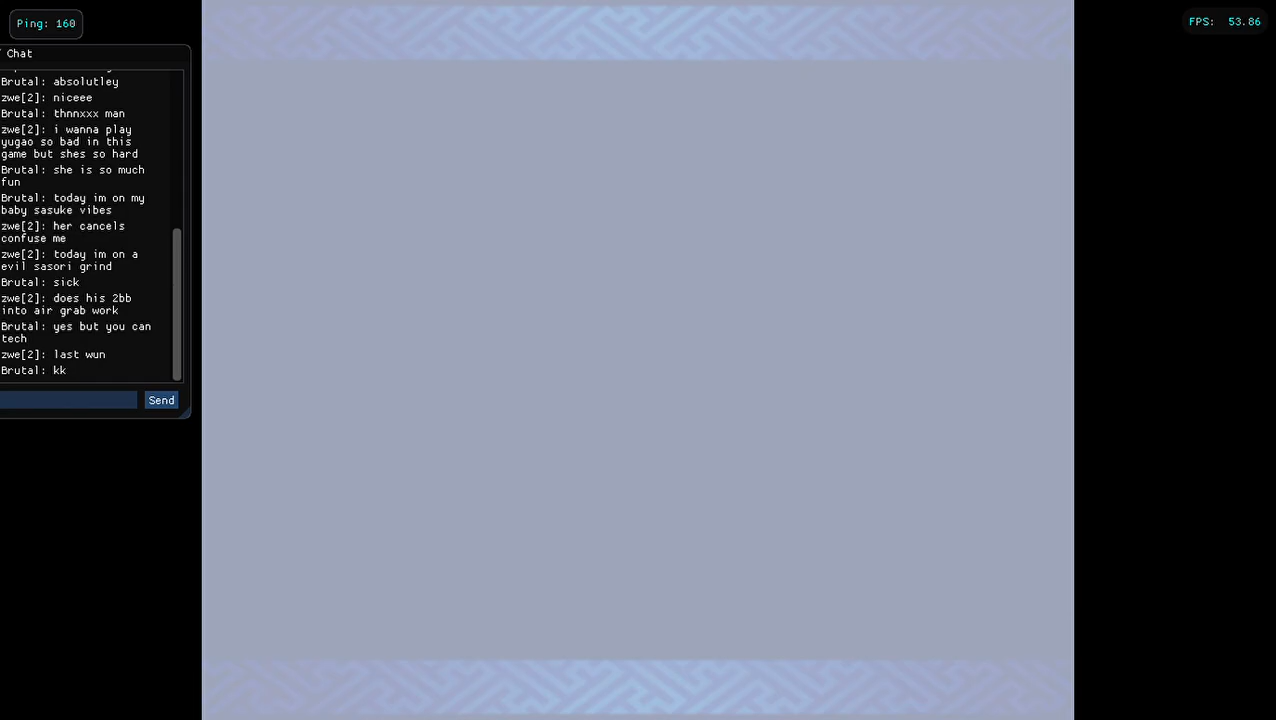 Ping: 160
FPS: 53.86
Chat
Brutal: absolutley
zwe[2]: niceee
Brutal: thnnxxx man
zwe[2]: i wanna play
yugao so bad in this
game but shes so hard
Brutal: she is so much
fun
Brutal: today im on my
baby sasuke vibes
zwe[2]: her cancels
confuse me
zwe[2]: today im on a
evil sasori grind
Brutal: sick
zwe[2]: does his 2bb
into air grab work
Brutal: yes but you can
tech
zwe[2]: last wun
Brutal: kk
Send